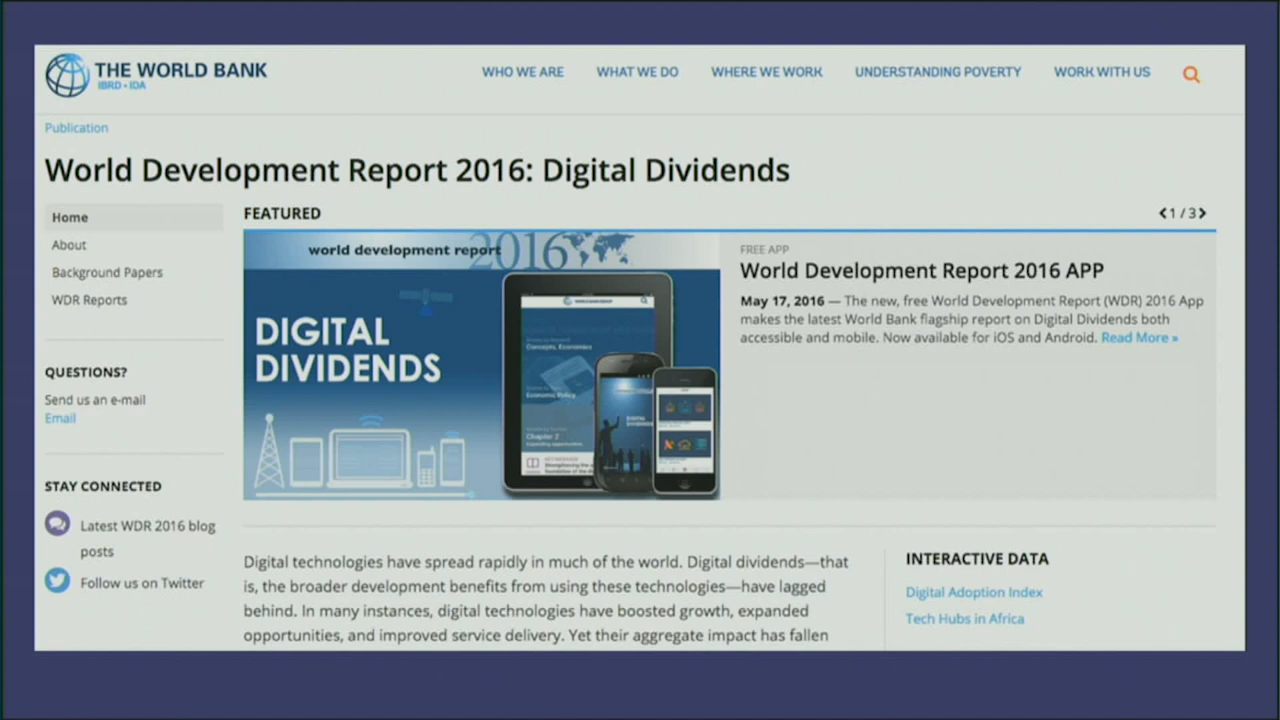 THE WORLD BANK
IBRD • IDA
WHO WE ARE
WHAT WE DO
WHERE WE WORK
UNDERSTANDING POVERTY
WORK WITH US
Publication
World Development Report 2016: Digital Dividends
Home
About
Background Papers
WDR Reports
QUESTIONS?
Send us an e-mail
Email
STAY CONNECTED
Latest WDR 2016 blog
posts
Follow us on Twitter
FEATURED
1 / 3
world development report 2016
DIGITAL
DIVIDENDS
Concepts, Economics
Economic Policy
Chapter 2
FREE APP
World Development Report 2016 APP
May 17, 2016 — The new, free World Development Report (WDR) 2016 App
makes the latest World Bank flagship report on Digital Dividends both
accessible and mobile. Now available for iOS and Android. Read More »
Digital technologies have spread rapidly in much of the world. Digital dividends—that
is, the broader development benefits from using these technologies—have lagged
behind. In many instances, digital technologies have boosted growth, expanded
opportunities, and improved service delivery. Yet their aggregate impact has fallen
INTERACTIVE DATA
Digital Adoption Index
Tech Hubs in Africa